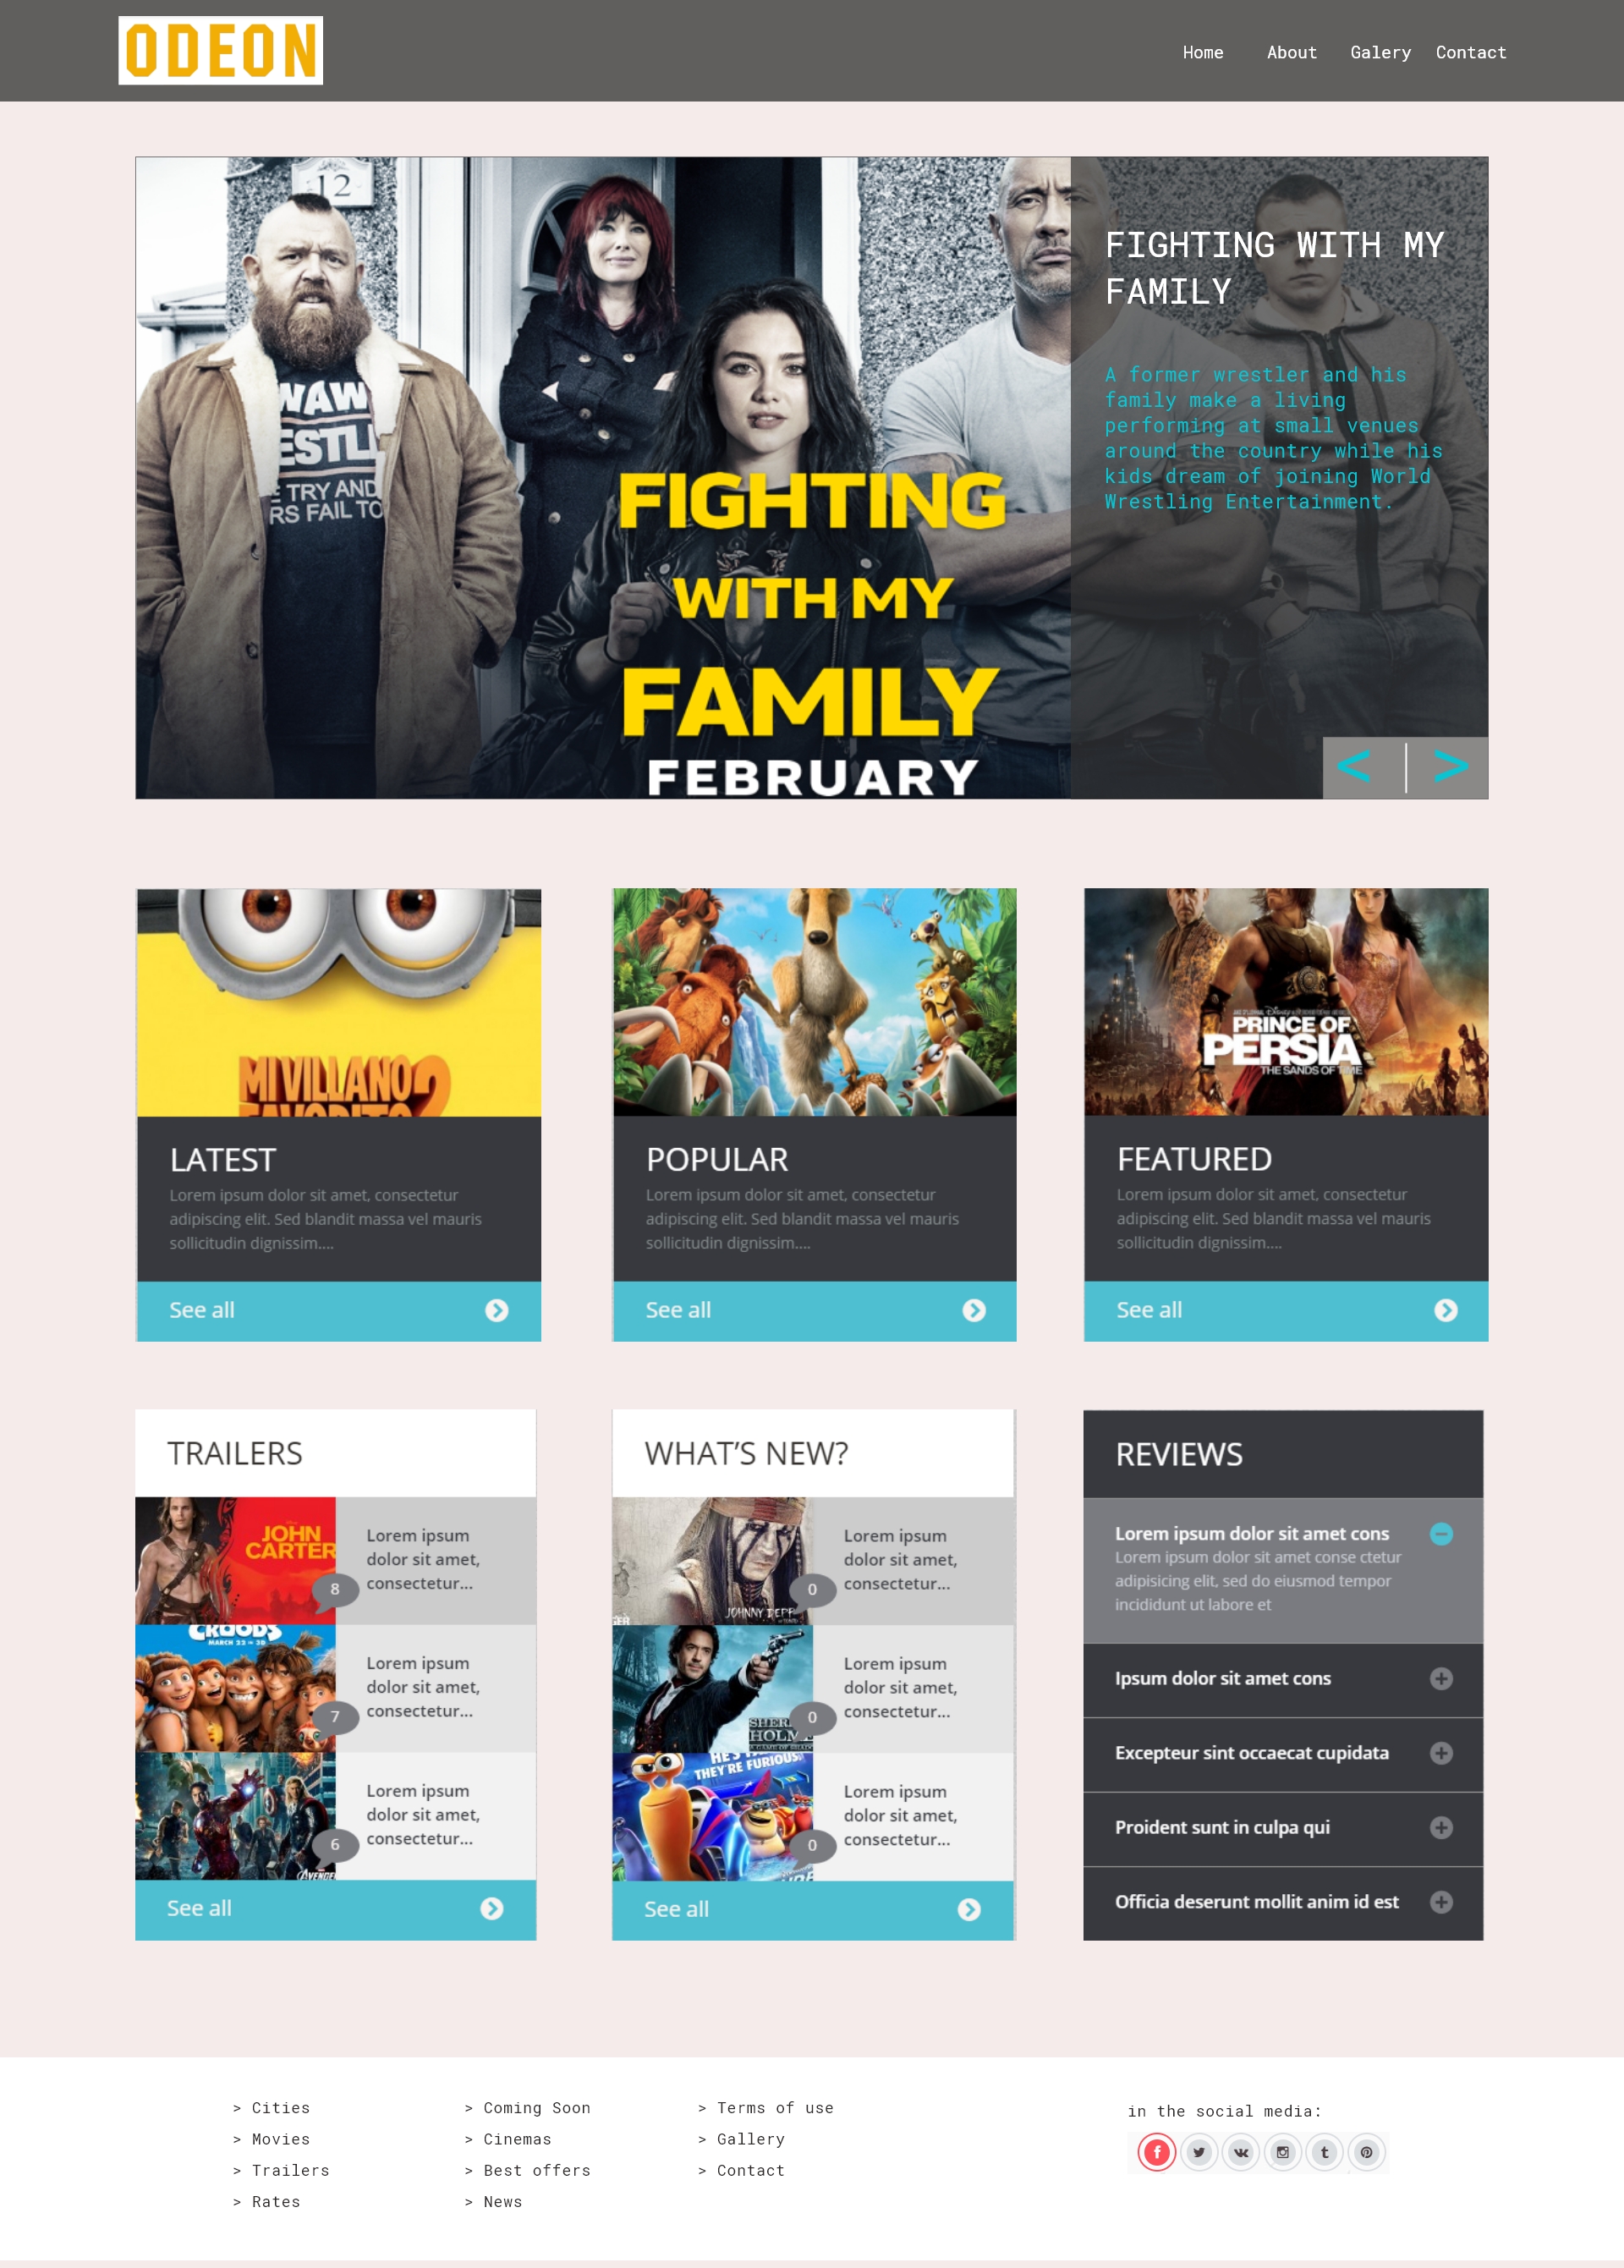 ODEON
Home About Galery Contact
12
WAW
ESTL
E TRY AND
RS FAIL TO
FIGHTING
WITH MY
FAMILY
FEBRUARY
FIGHTING WITH MY
FAMILY
A former wrestler and his
family make a living
performing at small venues
around the country while his
kids dream of joining World
Wrestling Entertainment.
< | >
MI VILLANO
FAVORITO 2
LATEST
Lorem ipsum dolor sit amet, consectetur
adipiscing elit. Sed blandit massa vel mauris
sollicitudin dignissim....
See all
POPULAR
Lorem ipsum dolor sit amet, consectetur
adipiscing elit. Sed blandit massa vel mauris
sollicitudin dignissim....
See all
PRINCE OF
PERSIA
THE SANDS OF TIME
FEATURED
Lorem ipsum dolor sit amet, consectetur
adipiscing elit. Sed blandit massa vel mauris
sollicitudin dignissim....
See all
TRAILERS
JOHN
CARTER
8
Lorem ipsum
dolor sit amet,
consectetur...
CROODS
MARCH 22 IN 3D
7
Lorem ipsum
dolor sit amet,
consectetur...
AVENGE
6
Lorem ipsum
dolor sit amet,
consectetur...
See all
WHAT'S NEW?
JOHNNY DEPP
0
Lorem ipsum
dolor sit amet,
consectetur...
SHER
HOLM
0
Lorem ipsum
dolor sit amet,
consectetur...
THEY'RE FURIOUS.
0
Lorem ipsum
dolor sit amet,
consectetur...
See all
REVIEWS
Lorem ipsum dolor sit amet cons
Lorem ipsum dolor sit amet conse ctetur
adipisicing elit, sed do eiusmod tempor
incididunt ut labore et
Ipsum dolor sit amet cons
Excepteur sint occaecat cupidata
Proident sunt in culpa qui
Officia deserunt mollit anim id est
> Cities
> Movies
> Trailers
> Rates
> Coming Soon
> Cinemas
> Best offers
> News
> Terms of use
> Gallery
> Contact
in the social media: